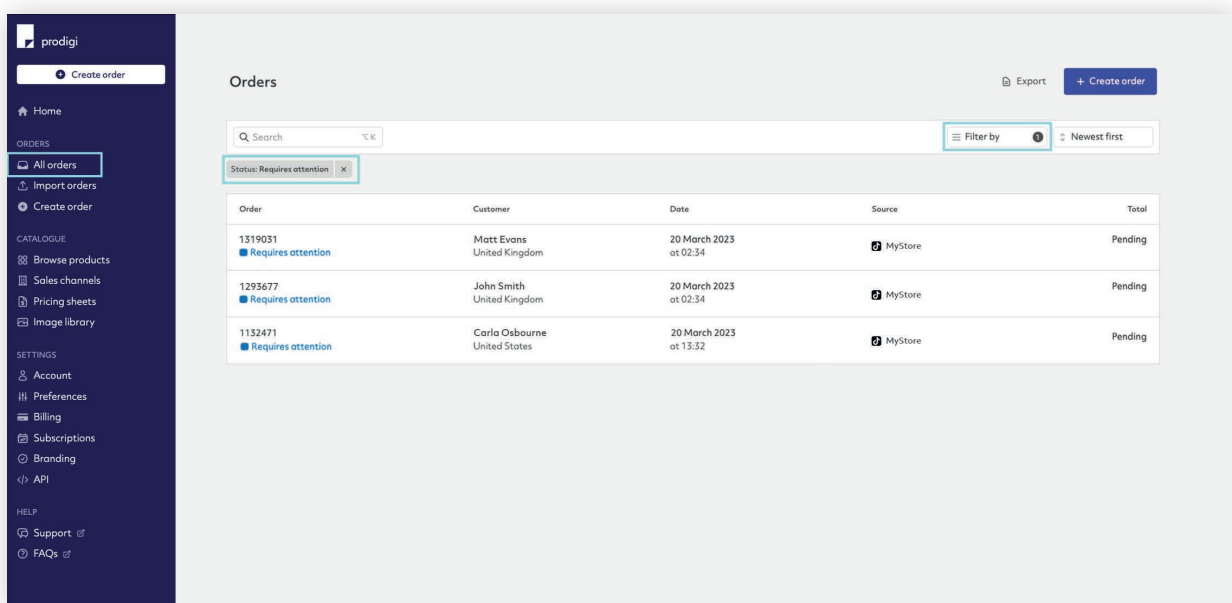 prodigi
Create order
Home
ORDERS
All orders
Import orders
Create order
CATALOGUE
Browse products
Sales channels
Pricing sheets
Image library
SETTINGS
Account
Preferences
Billing
Subscriptions
Branding
</> API
HELP
Support
FAQs
Orders
Export
+ Create order
Search ⌥K
Filter by 1
Newest first
Status: Requires attention ×
Order Customer Date Source Total
1319031 Matt Evans 20 March 2023 MyStore Pending
Requires attention United Kingdom at 02:34
1293677 John Smith 20 March 2023 MyStore Pending
Requires attention United Kingdom at 02:34
1132471 Carla Osbourne 20 March 2023 MyStore Pending
Requires attention United States at 13:32